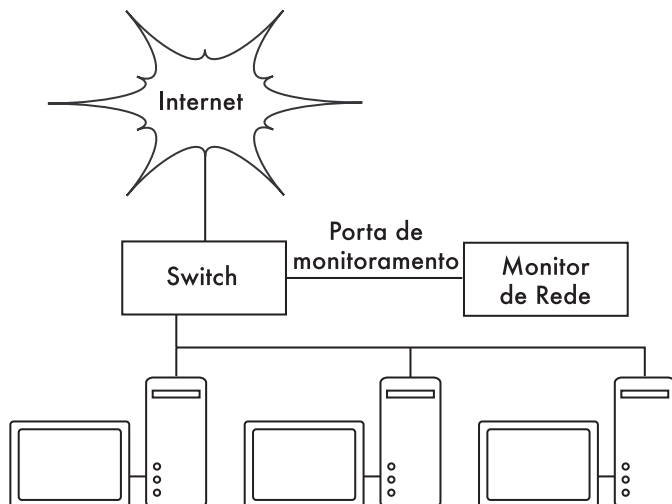 Internet
Porta de
monitoramento
Switch
Monitor
de Rede